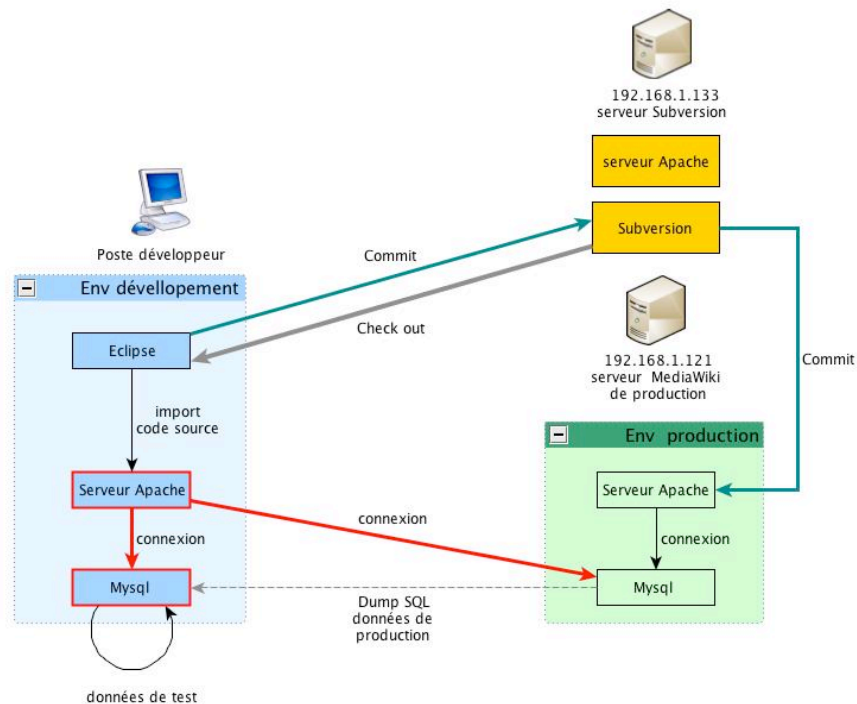 192.168.1.133
serveur Subversion
serveur Apache
Subversion
Poste développeur
Commit
Env dévellopement
Check out
Eclipse
192.168.1.121
serveur MediaWiki
de production
Commit
import
code source
Env production
Serveur Apache
Serveur Apache
connexion
connexion
connexion
Mysql
Mysql
Dump SQL
données de
production
données de test